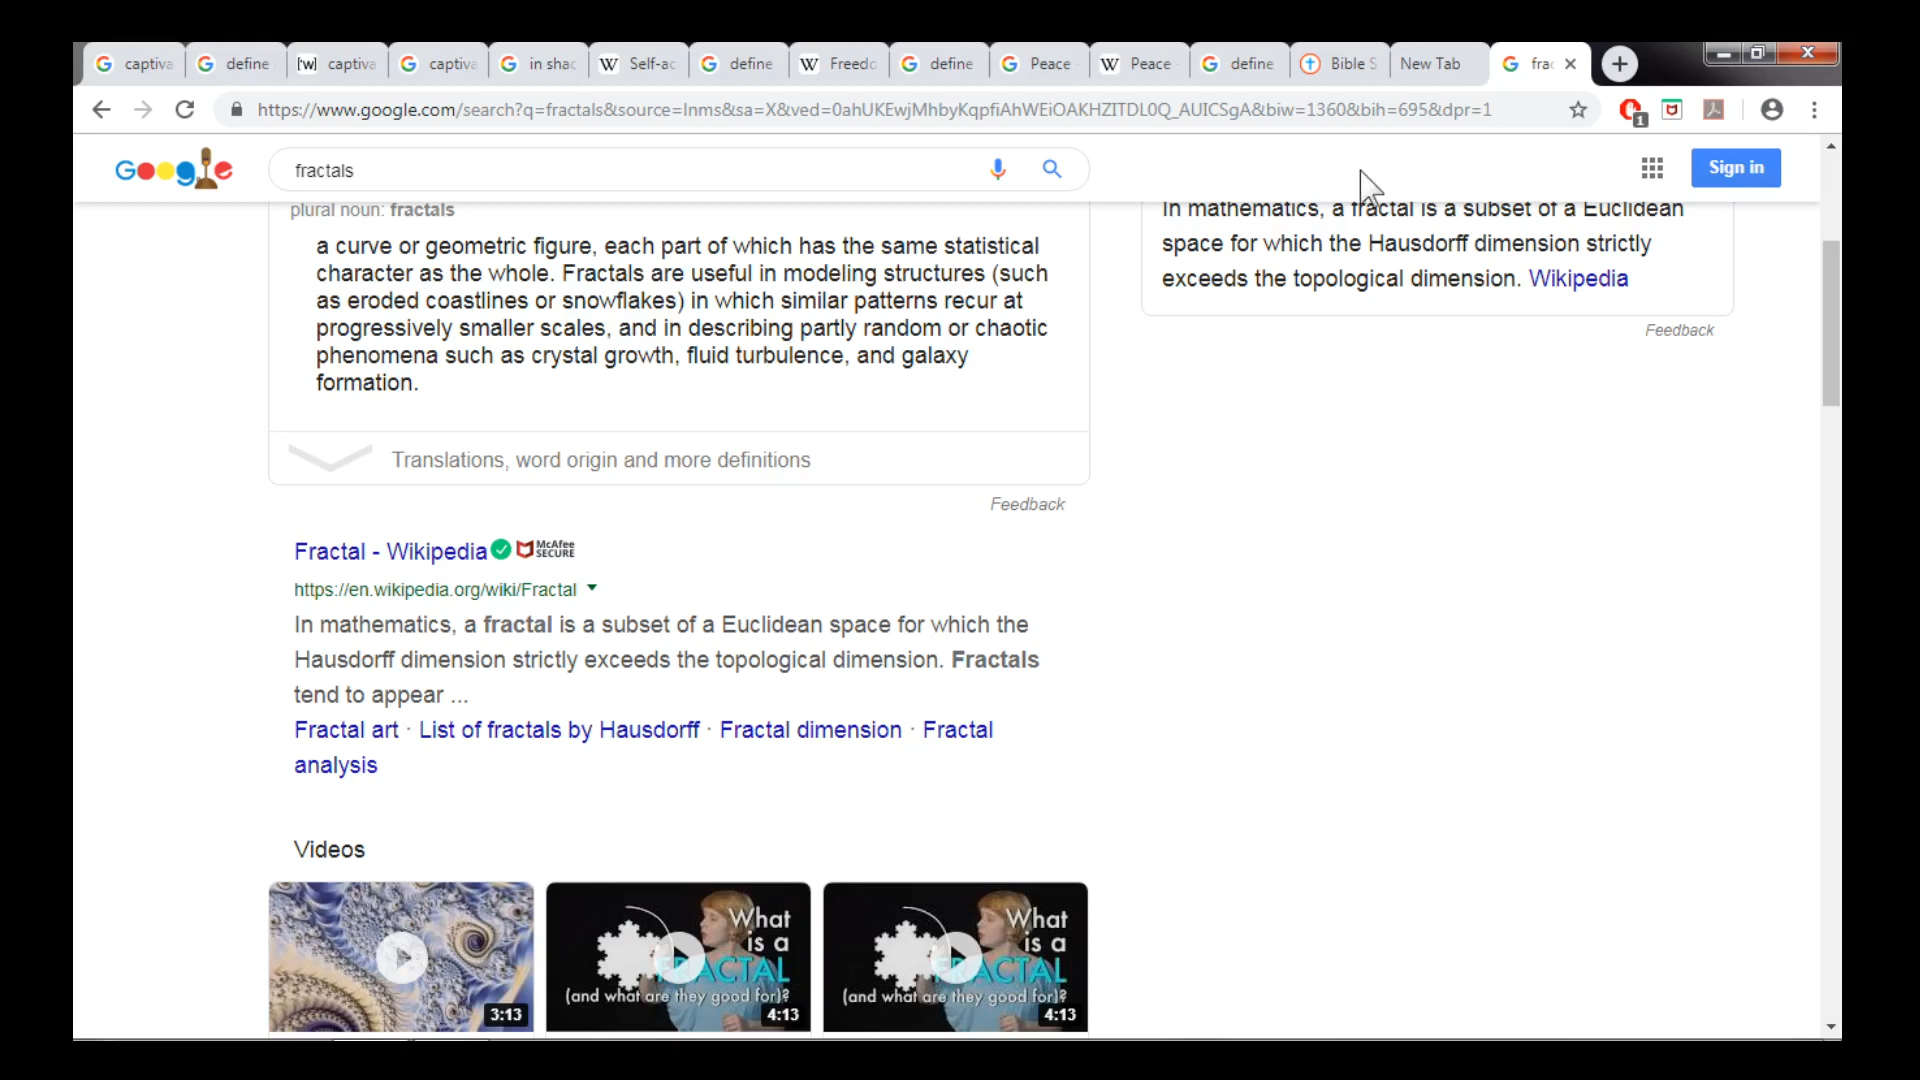 captiva
define
['w] captiva
captiva
in shac
W Self-ac
define
W Freedo
define
Peace
W Peace
define
Bible S
New Tab
frac
https://www.google.com/search?q=fractals&source=lnms&sa=X&ved=0ahUKEwjMhbyKqpfiAhWEiOAKHZITDL0Q_AUICSgA&biw=1360&bih=695&dpr=1
1
Google
fractals
Sign in
plural noun: fractals
a curve or geometric figure, each part of which has the same statistical
character as the whole. Fractals are useful in modeling structures (such
as eroded coastlines or snowflakes) in which similar patterns recur at
progressively smaller scales, and in describing partly random or chaotic
phenomena such as crystal growth, fluid turbulence, and galaxy
formation.
Translations, word origin and more definitions
Feedback
In mathematics, a fractal is a subset of a Euclidean
space for which the Hausdorff dimension strictly
exceeds the topological dimension. Wikipedia
Feedback
Fractal - Wikipedia McAfee SECURE
https://en.wikipedia.org/wiki/Fractal
In mathematics, a fractal is a subset of a Euclidean space for which the
Hausdorff dimension strictly exceeds the topological dimension. Fractals
tend to appear ...
Fractal art · List of fractals by Hausdorff · Fractal dimension · Fractal
analysis
Videos
3:13
What
is a
FRACTAL
(and what are they good for)?
4:13
What
is a
FRACTAL
(and what are they good for)?
4:13